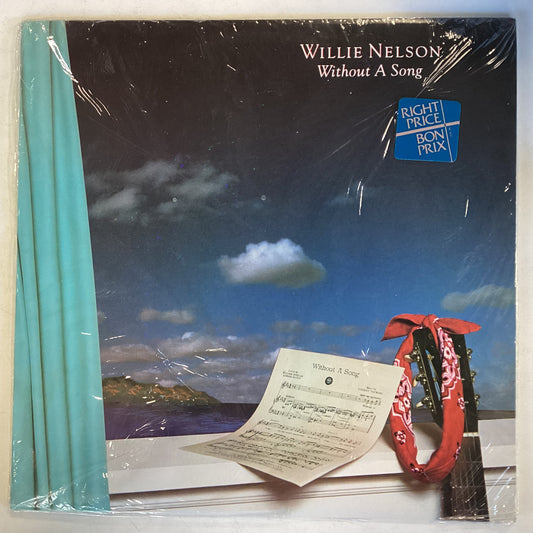 WILLIE NELSON
Without A Song
RIGHT
PRICE
BON
PRIX
Without A Song